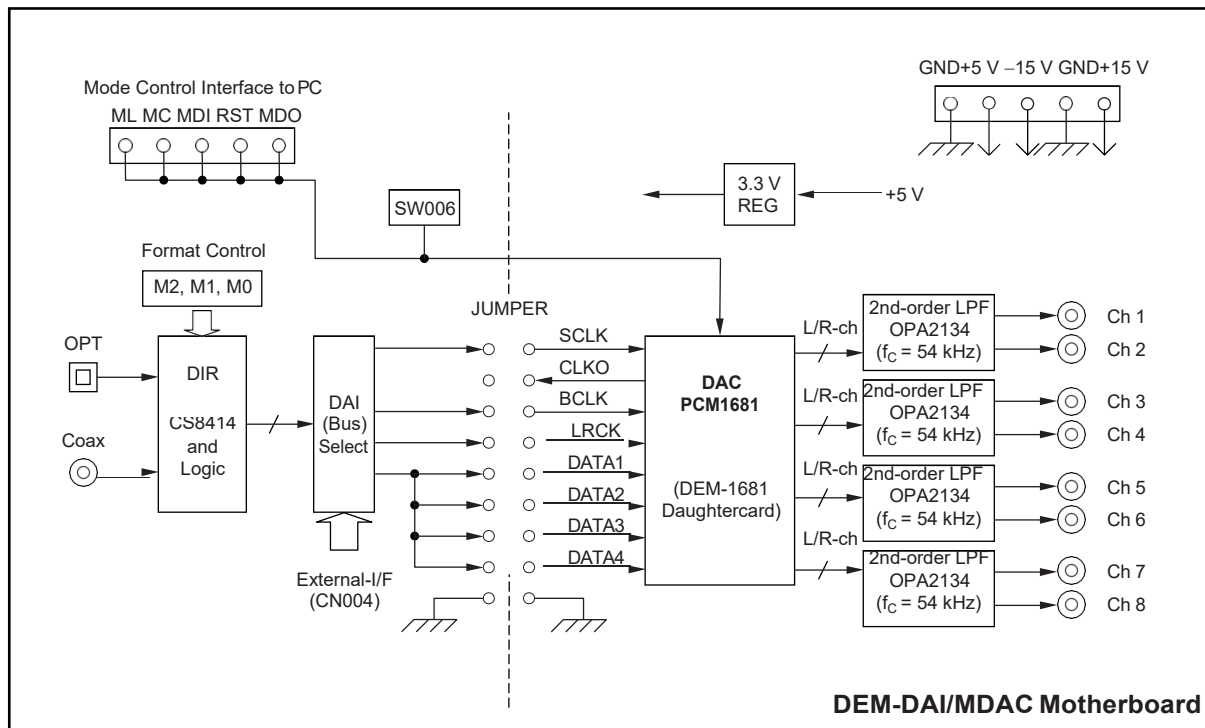 GND+5 V –15 V GND+15 V
Mode Control Interface to PC
ML MC MDI RST MDO
3.3 V
REG
+5 V
SW006
Format Control
M2, M1, M0
JUMPER
OPT
Coax
DIR
CS8414
and
Logic
DAI
(Bus)
Select
External-I/F
(CN004)
SCLK
CLKO
BCLK
LRCK
DATA1
DATA2
DATA3
DATA4
DAC
PCM1681
(DEM-1681
Daughtercard)
L/R-ch
2nd-order LPF
OPA2134
(fC = 54 kHz)
Ch 1
Ch 2
L/R-ch
2nd-order LPF
OPA2134
(fC = 54 kHz)
Ch 3
Ch 4
L/R-ch
2nd-order LPF
OPA2134
(fC = 54 kHz)
Ch 5
Ch 6
L/R-ch
2nd-order LPF
OPA2134
(fC = 54 kHz)
Ch 7
Ch 8
DEM-DAI/MDAC Motherboard